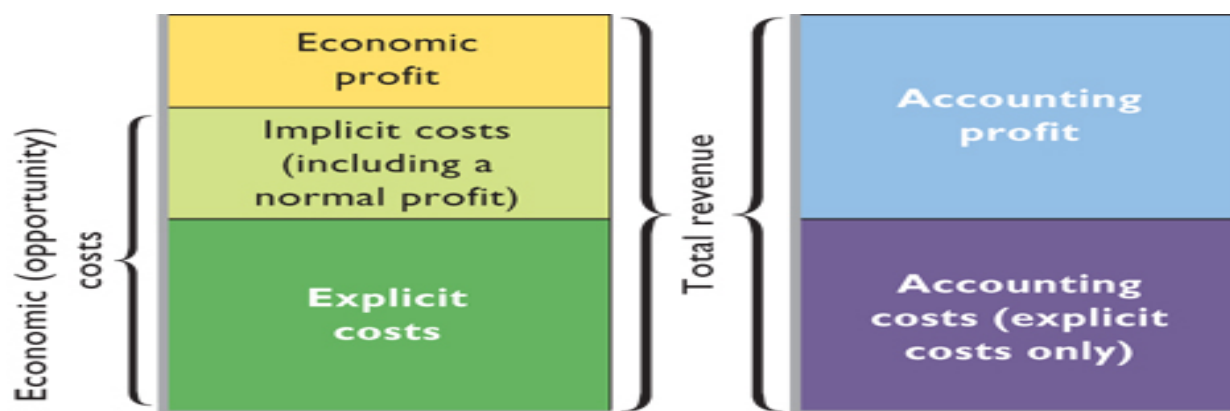 Economic (opportunity)
costs
Economic
profit
Implicit costs
(including a
normal profit)
Explicit
costs
Total revenue
Accounting
profit
Accounting
costs (explicit
costs only)